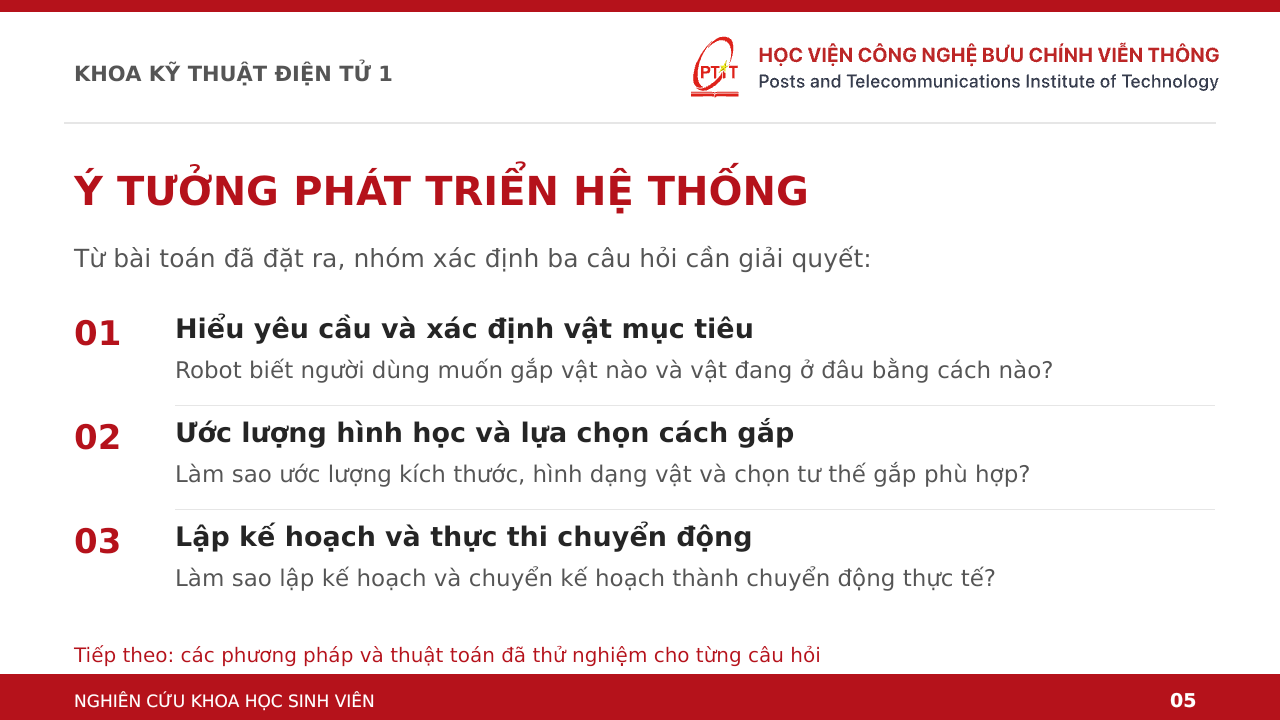 KHOA KỸ THUẬT ĐIỆN TỬ 1
PTIT
HỌC VIỆN CÔNG NGHỆ BƯU CHÍNH VIỄN THÔNG
Posts and Telecommunications Institute of Technology
Ý TƯỞNG PHÁT TRIỂN HỆ THỐNG
Từ bài toán đã đặt ra, nhóm xác định ba câu hỏi cần giải quyết:
01 Hiểu yêu cầu và xác định vật mục tiêu
Robot biết người dùng muốn gắp vật nào và vật đang ở đâu bằng cách nào?
02 Ước lượng hình học và lựa chọn cách gắp
Làm sao ước lượng kích thước, hình dạng vật và chọn tư thế gắp phù hợp?
03 Lập kế hoạch và thực thi chuyển động
Làm sao lập kế hoạch và chuyển kế hoạch thành chuyển động thực tế?
Tiếp theo: các phương pháp và thuật toán đã thử nghiệm cho từng câu hỏi
NGHIÊN CỨU KHOA HỌC SINH VIÊN
05